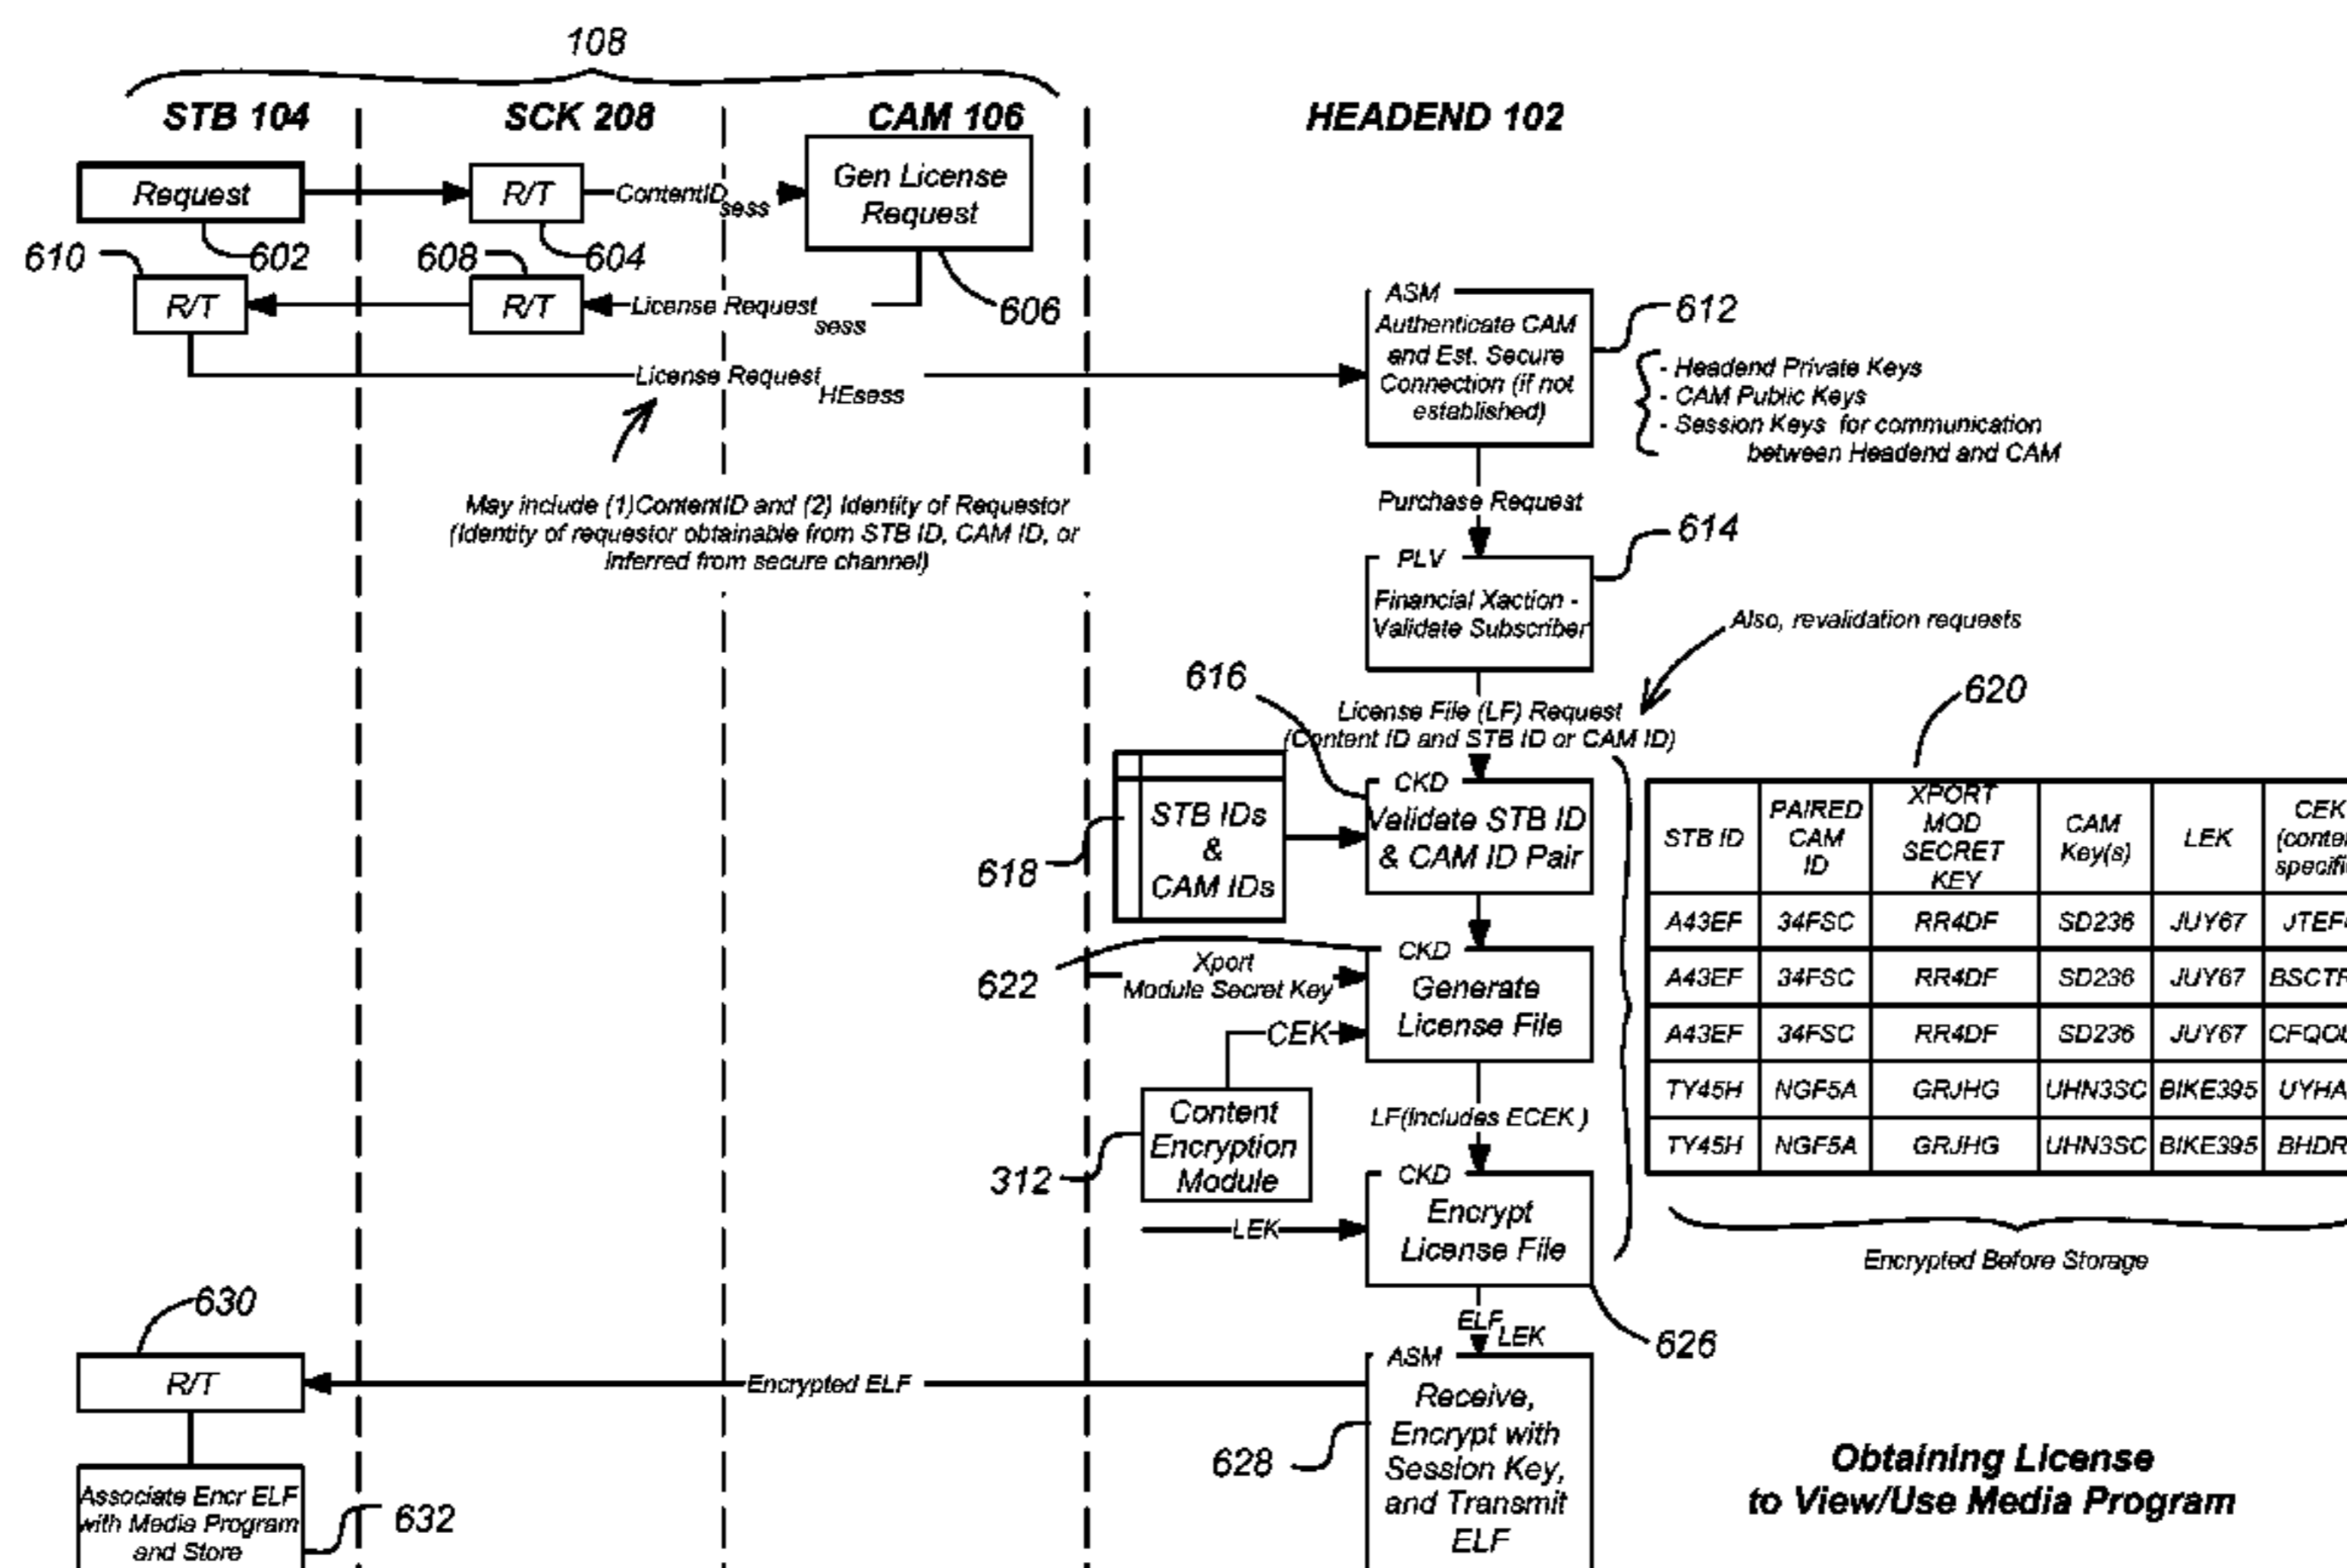 108
STB 104
SCK 208
CAM 106
HEADEND 102
Request
R/T
ContentID
sess
Gen License
Request
610
602
608
604
R/T
R/T
License Request
sess
606
License Request
HEsess
ASM
Authenticate CAM
and Est. Secure
Connection (if not
established)
612
- Headend Private Keys
- CAM Public Keys
- Session Keys for communication
between Headend and CAM
May include (1)ContentID and (2) Identity of Requestor
(Identity of requestor obtainable from STB ID, CAM ID, or
inferred from secure channel)
Purchase Request
614
PLV
Financial Xaction -
Validate Subscriber
Also, revalidation requests
616
620
License File (LF) Request
(Content ID and STB ID or CAM ID)
618
STB IDs
&
CAM IDs
CKD
Validate STB ID
& CAM ID Pair
STB ID
PAIRED
CAM
ID
XPORT
MOD
SECRET
KEY
CAM
Key(s)
LEK
CEK
A43EF 34FSC RR4DF SD236 JUY67
A43EF 34FSC RR4DF SD236 JUY67
A43EF 34FSC RR4DF SD236 JUY67
TY45H NGF5A GRJHG UHN3SC BIKE395
TY45H NGF5A GRJHG UHN3SC BIKE395
Encrypted Before Storage
622
Xport
Module Secret Key
CKD
Generate
License File
CEK
312
Content
Encryption
Module
LF(includes ECEK)
LEK
CKD
Encrypt
License File
626
ELF
LEK
630
R/T
Encrypted ELF
628
ASM
Receive,
Encrypt with
Session Key,
and Transmit
ELF
Associate Encr ELF
with Media Program
and Store
632
Obtaining License
to View/Use Media Program